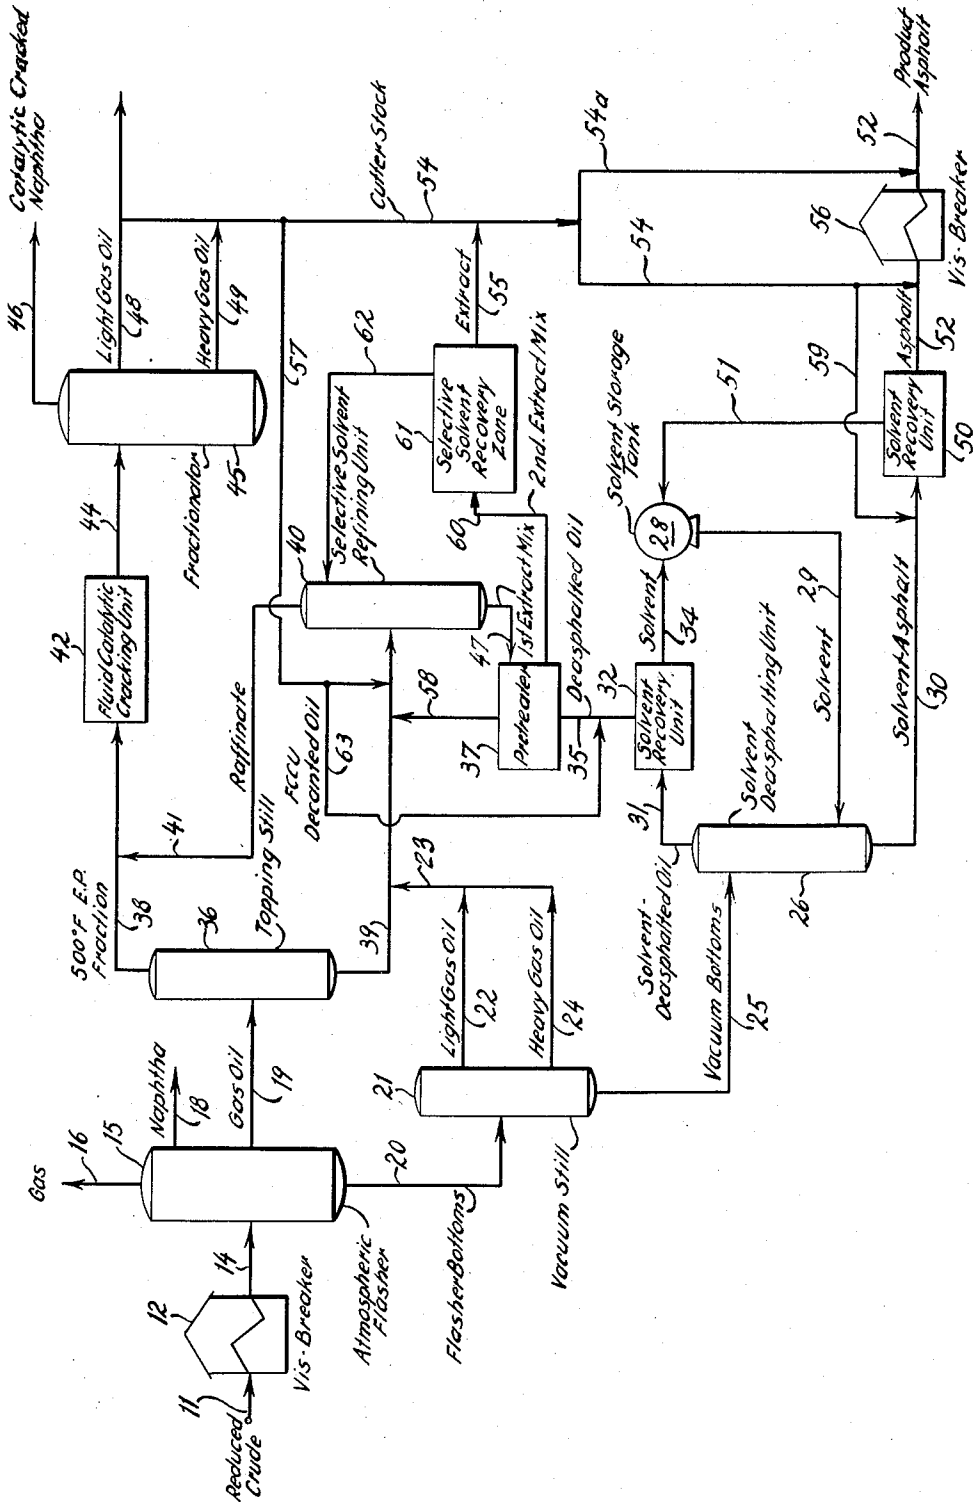 Reduced
Crude
11
12
Vis-Breaker
14
Gas
16
15
Naphtha
18
Gas Oil
19
Atmospheric
Flasher
20
Flasher Bottoms
21
Vacuum Still
Light Gas Oil
22
Heavy Gas Oil
24
23
Vacuum Bottoms
25
500°F E.P.
Fraction
38
36
Topping Still
39
41
Raffinate
42
Fluid Catalytic
Cracking Unit
44
Fractionator
45
46
Catalytic Cracked
Naphtha
Light Gas Oil
48
Heavy Gas Oil
49
57
FCCU
Decanted Oil
63
40
Selective Solvent
Refining Unit
62
47
1st Extract Mix
58
37
Pretreater
35
Deasphalted Oil
60
2nd. Extract Mix
61
Selective
Solvent
Recovery
Zone
Extract
55
Cutter Stock
54
54
54a
Solvent-
Deasphalted Oil
31
32
Solvent
Recovery
Unit
Solvent
34
28
Solvent Storage
Tank
51
26
Solvent
Deasphalting Unit
Solvent
29
Solvent-Asphalt
30
59
Solvent
Recovery
Unit
50
Asphalt
52
56
Vis-Breaker
52
Product
Asphalt